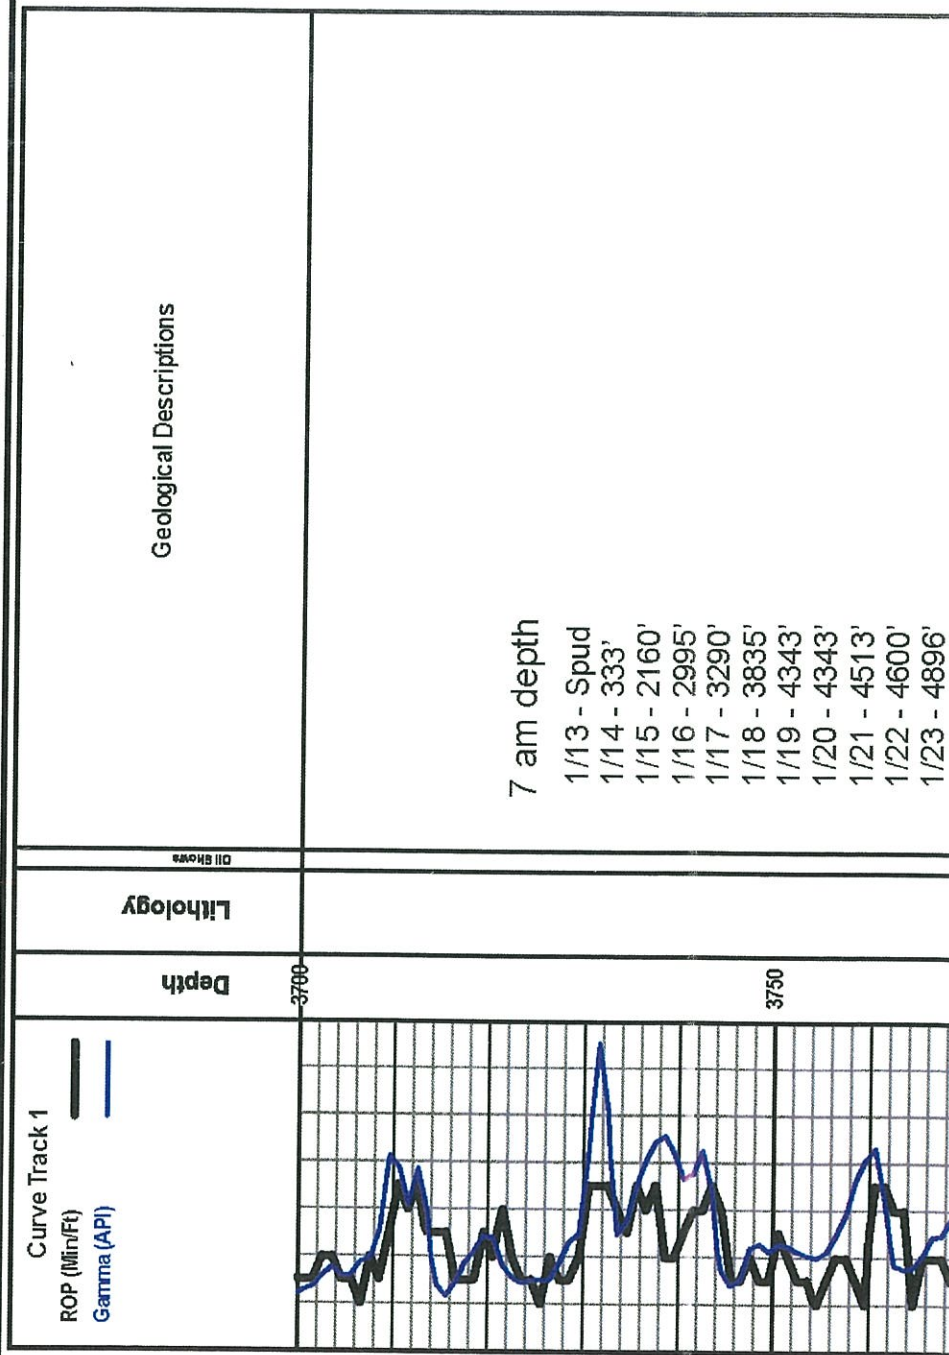 Curve Track 1
ROP (Min/Ft)
Gamma (API)
Depth
Lithology
Oil Shows
Geological Descriptions
3700
7 am depth
1/13 - Spud
1/14 - 333'
1/15 - 2160'
1/16 - 2995'
1/17 - 3290'
1/18 - 3835'
1/19 - 4343'
1/20 - 4343'
1/21 - 4513'
1/22 - 4600'
1/23 - 4896'
3750